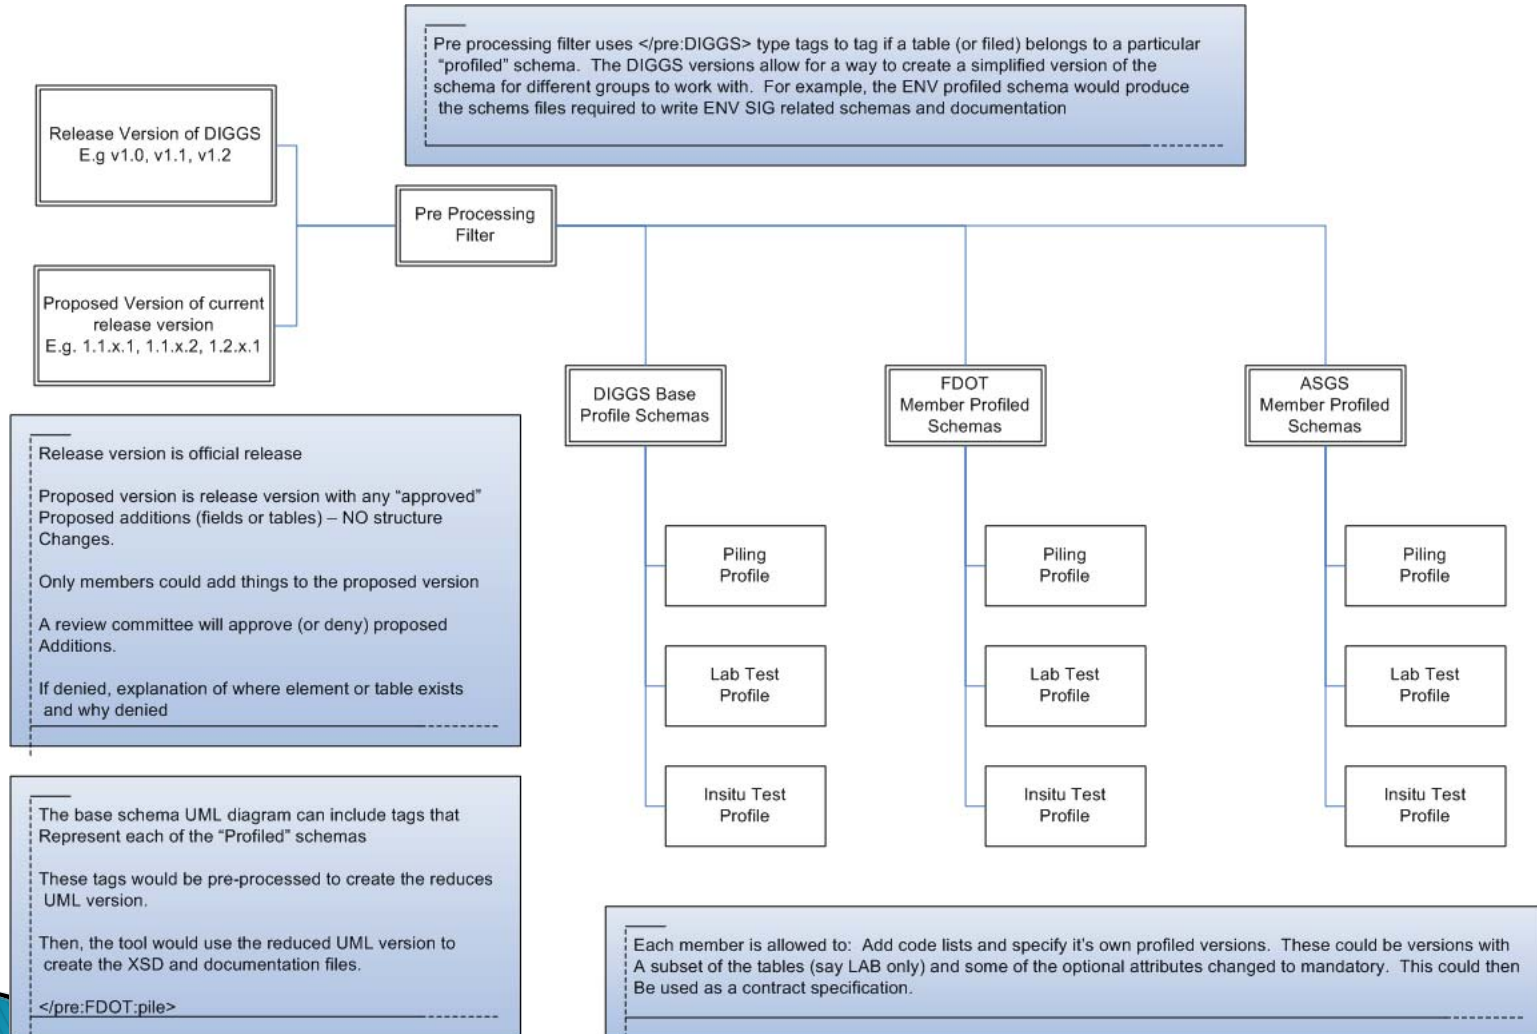 Pre processing filter uses </pre:DIGGS> type tags to tag if a table (or filed) belongs to a particular
"profiled" schema.  The DIGGS versions allow for a way to create a simplified version of the
schema for different groups to work with.  For example, the ENV profiled schema would produce
the schems files required to write ENV SIG related schemas and documentation
Release Version of DIGGS
E.g v1.0, v1.1, v1.2
Pre Processing
Filter
Proposed Version of current
release version
E.g. 1.1.x.1, 1.1.x.2, 1.2.x.1
DIGGS Base
Profile Schemas
FDOT
Member Profiled
Schemas
ASGS
Member Profiled
Schemas
Release version is official release
Proposed version is release version with any "approved"
Proposed additions (fields or tables) – NO structure
Changes.
Only members could add things to the proposed version
A review committee will approve (or deny) proposed
Additions.
If denied, explanation of where element or table exists
and why denied
Piling
Profile
Piling
Profile
Piling
Profile
Lab Test
Profile
Lab Test
Profile
Lab Test
Profile
Insitu Test
Profile
Insitu Test
Profile
Insitu Test
Profile
The base schema UML diagram can include tags that
Represent each of the "Profiled" schemas
These tags would be pre-processed to create the reduces
UML version.
Then, the tool would use the reduced UML version to
create the XSD and documentation files.
</pre:FDOT:pile>
Each member is allowed to:  Add code lists and specify it's own profiled versions.  These could be versions with
A subset of the tables (say LAB only) and some of the optional attributes changed to mandatory.  This could then
Be used as a contract specification.